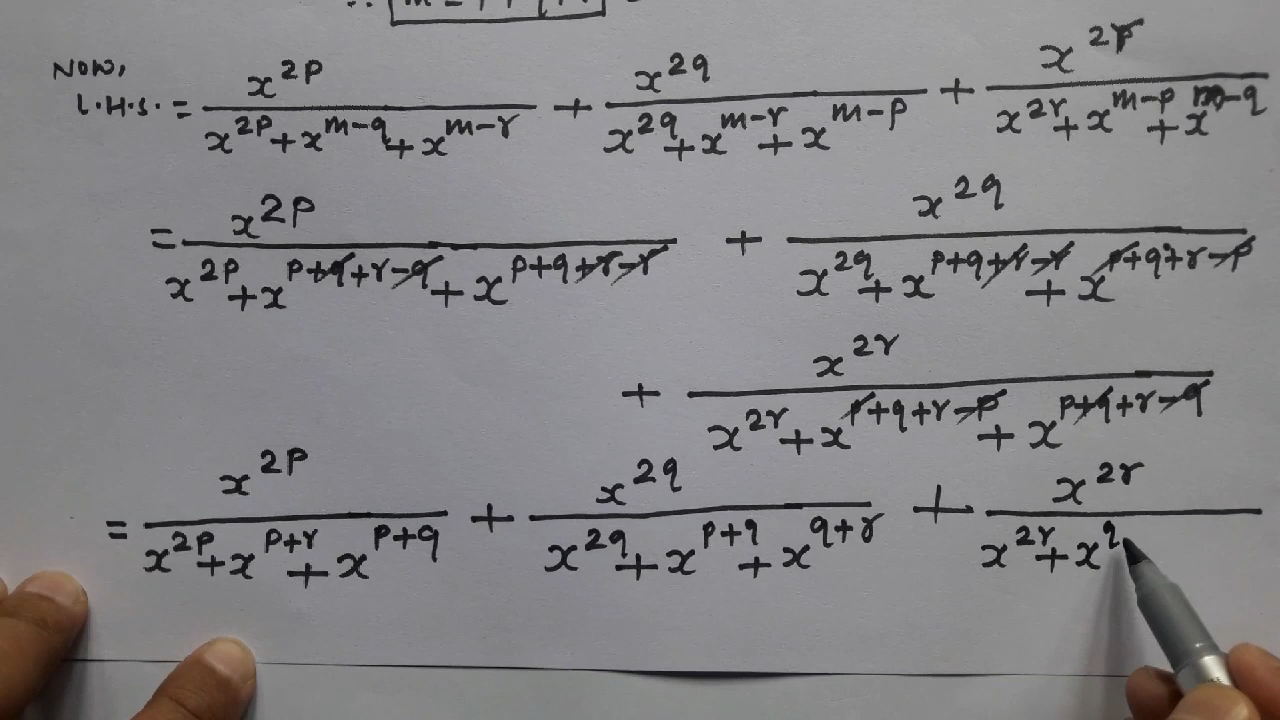 Now,
L.H.S. = x^{2p}/(x^{2p} + x^{m-q} + x^{m-r}) + x^{2q}/(x^{2q} + x^{m-r} + x^{m-p}) + x^{2r}/(x^{2r} + x^{m-p} + x^{m-q})
= x^{2p}/(x^{2p} + x^{p+q+r-q} + x^{p+q+r-r}) + x^{2q}/(x^{2q} + x^{p+q+r-r} + x^{p+q+r-p})
+ x^{2r}/(x^{2r} + x^{p+q+r-p} + x^{p+q+r-q})
= x^{2p}/(x^{2p} + x^{p+r} + x^{p+q}) + x^{2q}/(x^{2q} + x^{p+q} + x^{q+r}) + x^{2r}/(x^{2r} + x^{q